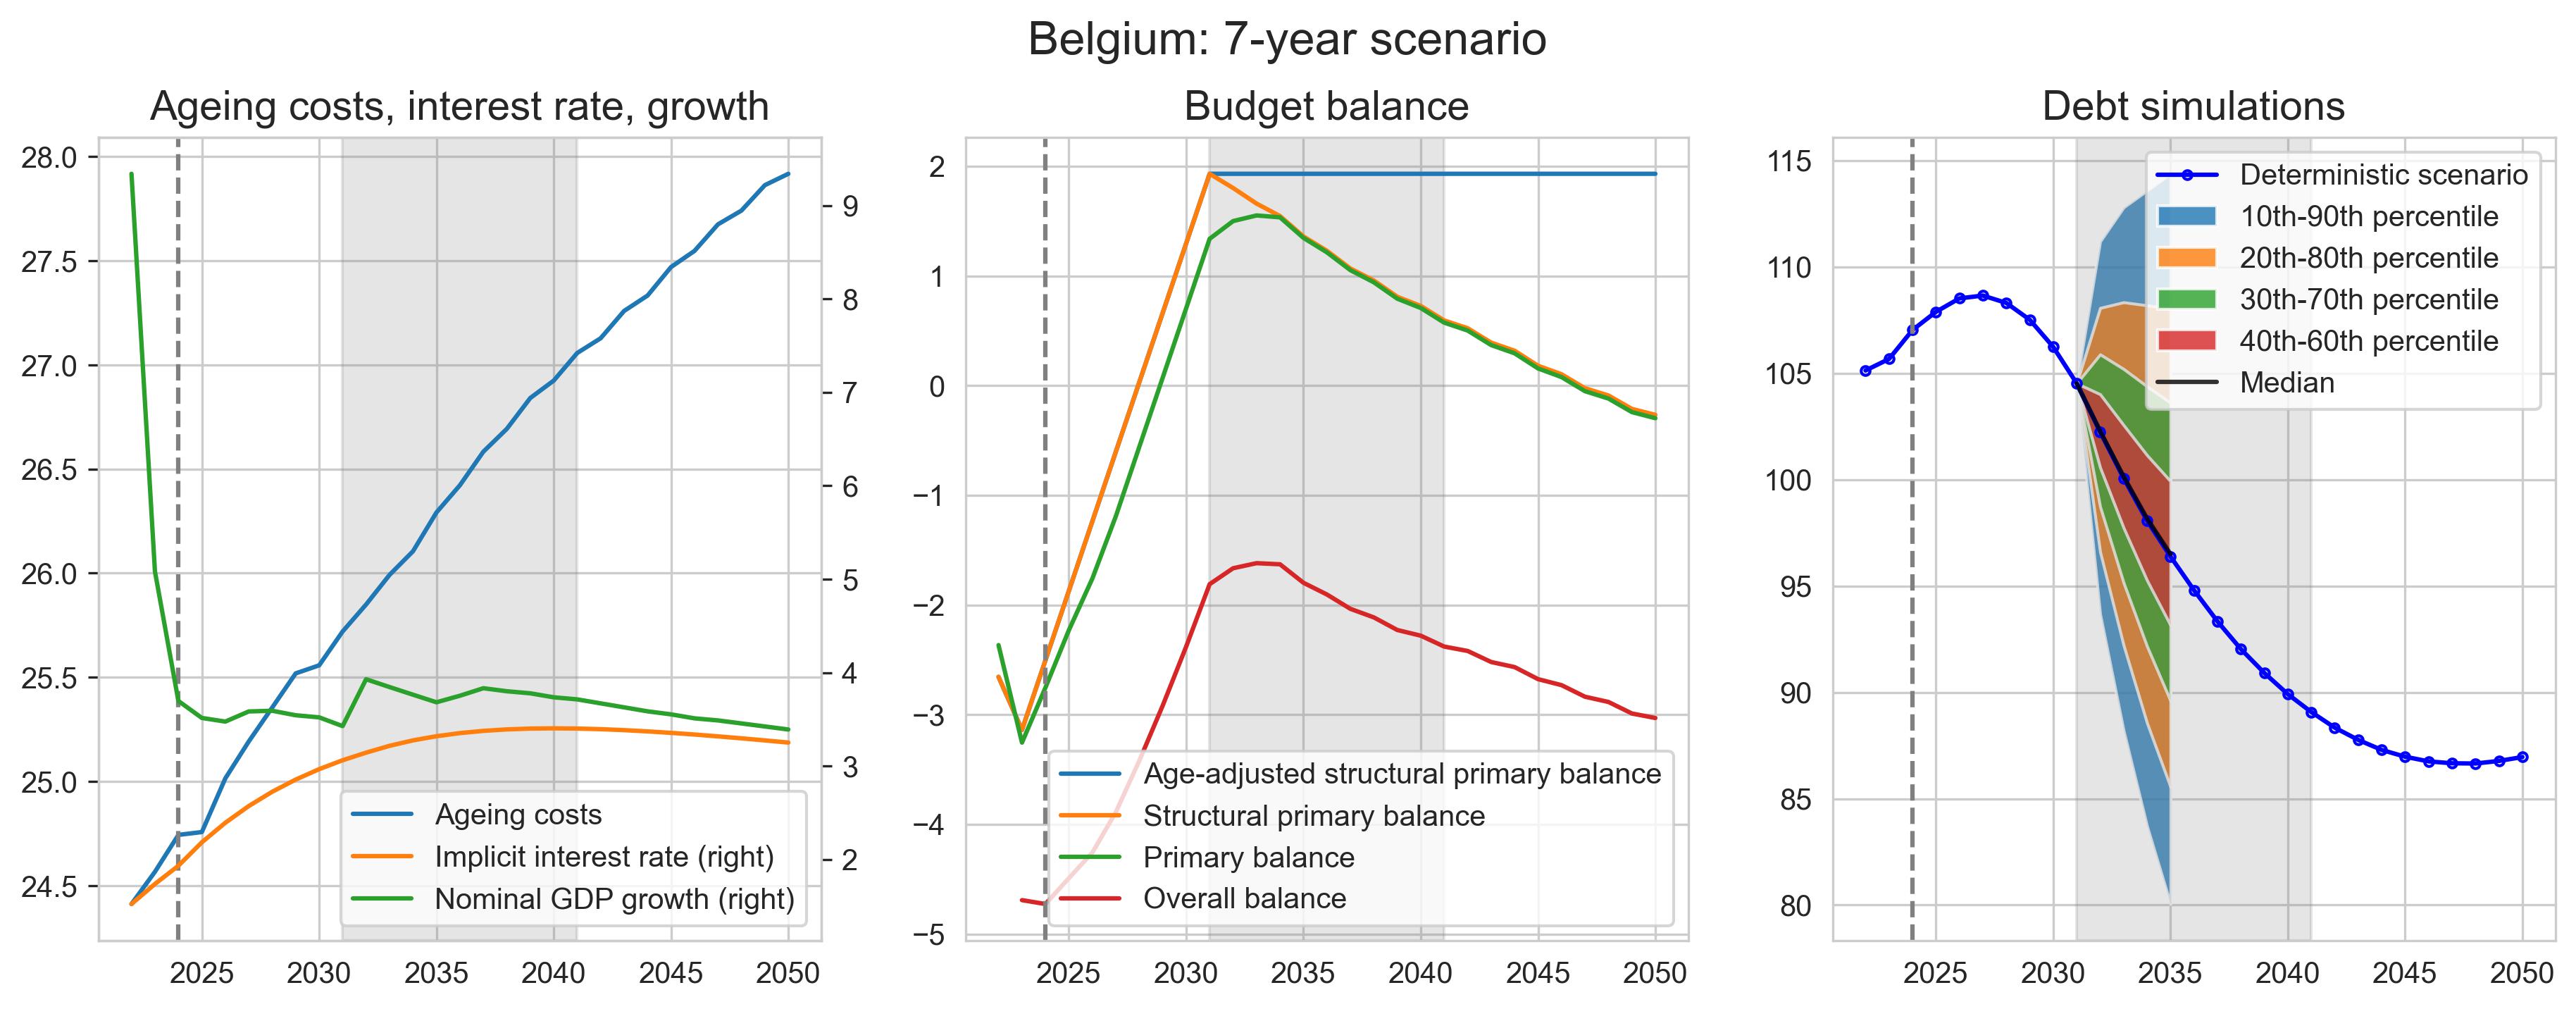 Belgium: 7-year scenario
Ageing costs, interest rate, growth
28.0
27.5
27.0
26.5
26.0
25.5
25.0
24.5
9
8
7
6
5
4
3
2
Ageing costs
Implicit interest rate (right)
Nominal GDP growth (right)
2025 2030 2035 2040 2045 2050
Budget balance
2
1
0
−1
−2
−3
−4
−5
Age-adjusted structural primary balance
Structural primary balance
Primary balance
Overall balance
2025 2030 2035 2040 2045 2050
Debt simulations
115
110
105
100
95
90
85
80
Deterministic scenario
10th-90th percentile
20th-80th percentile
30th-70th percentile
40th-60th percentile
Median
2025 2030 2035 2040 2045 2050